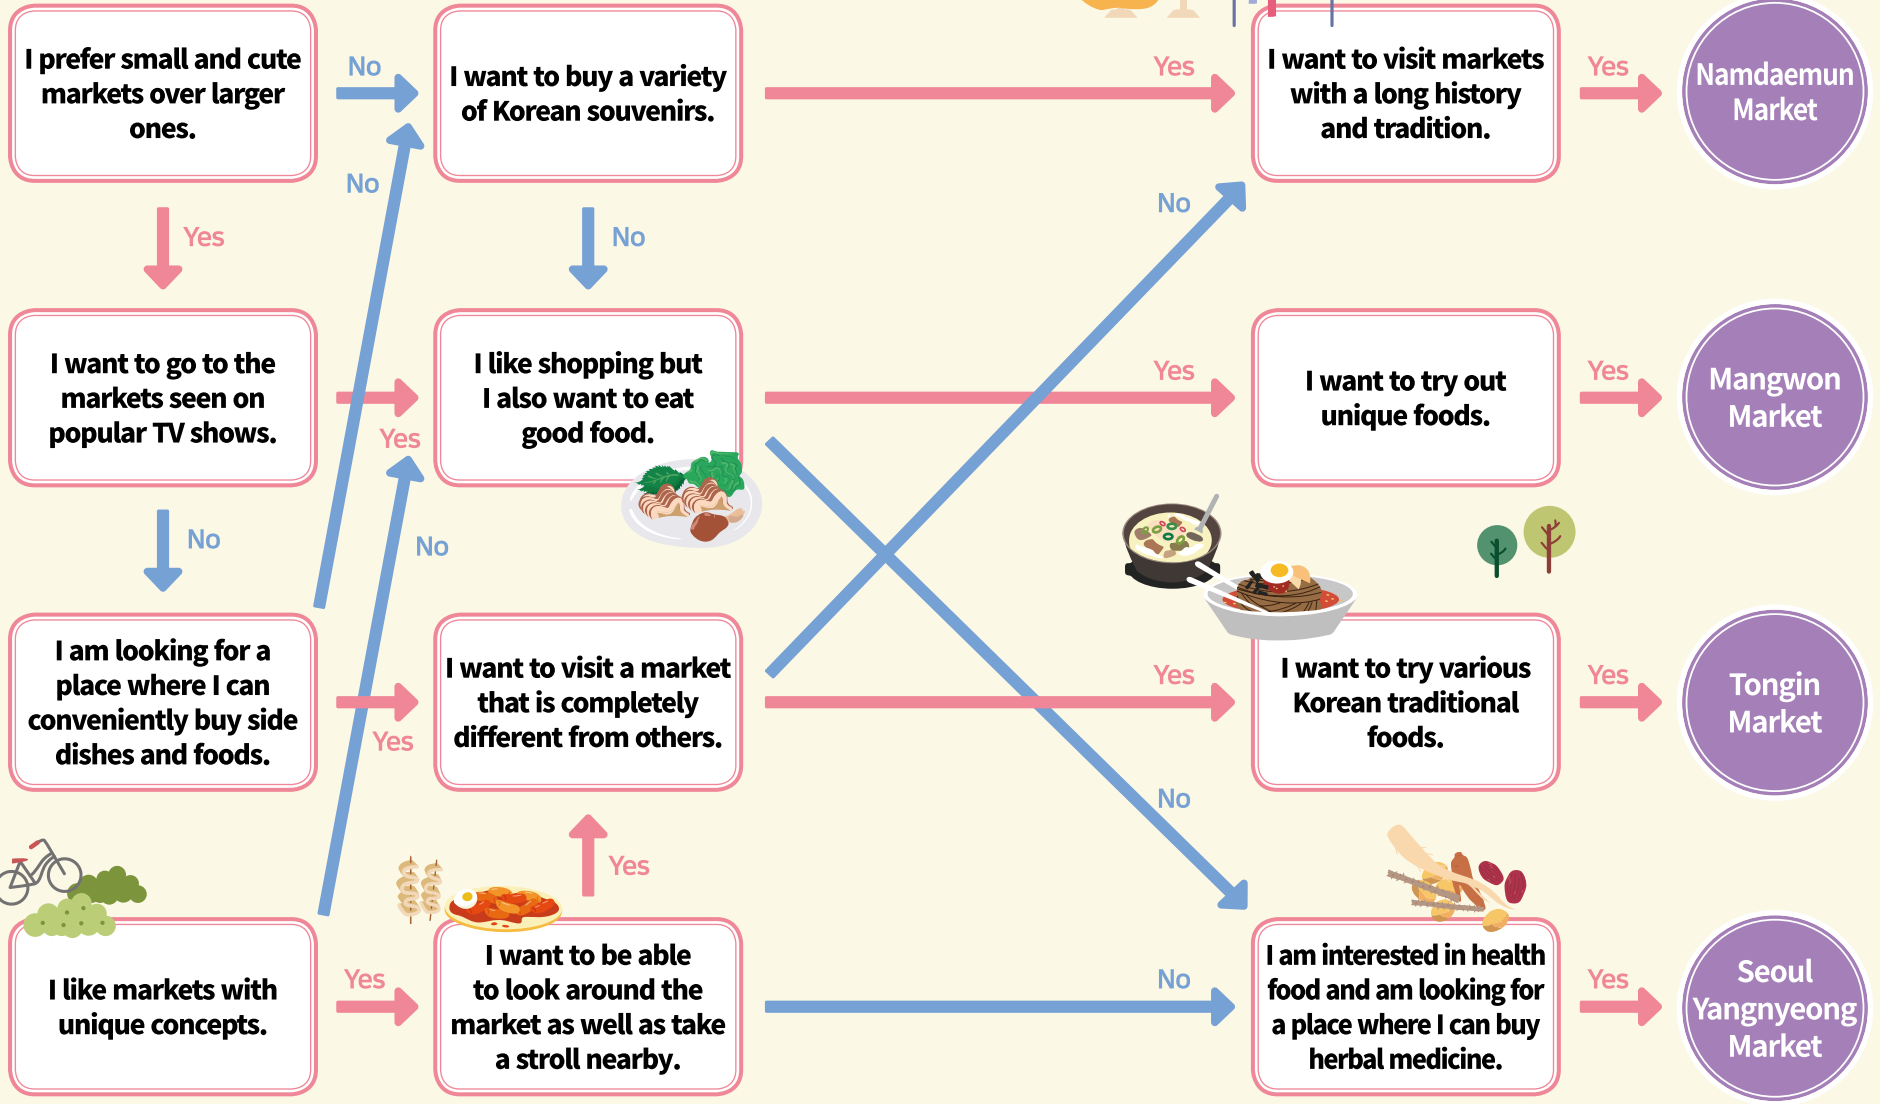 I prefer small and cute
markets over larger
ones.
No
I want to buy a variety
of Korean souvenirs.
Yes
I want to visit markets
with a long history
and tradition.
Yes
Namdaemun
Market
No
Yes
No
No
I want to go to the
markets seen on
popular TV shows.
Yes
I like shopping but
I also want to eat
good food.
Yes
I want to try out
unique foods.
Yes
Mangwon
Market
No
No
I am looking for a
place where I can
conveniently buy side
dishes and foods.
Yes
I want to visit a market
that is completely
different from others.
Yes
I want to try various
Korean traditional
foods.
Yes
Tongin
Market
No
Yes
I like markets with
unique concepts.
Yes
I want to be able
to look around the
market as well as take
a stroll nearby.
No
I am interested in health
food and am looking for
a place where I can buy
herbal medicine.
Yes
Seoul
Yangnyeong
Market